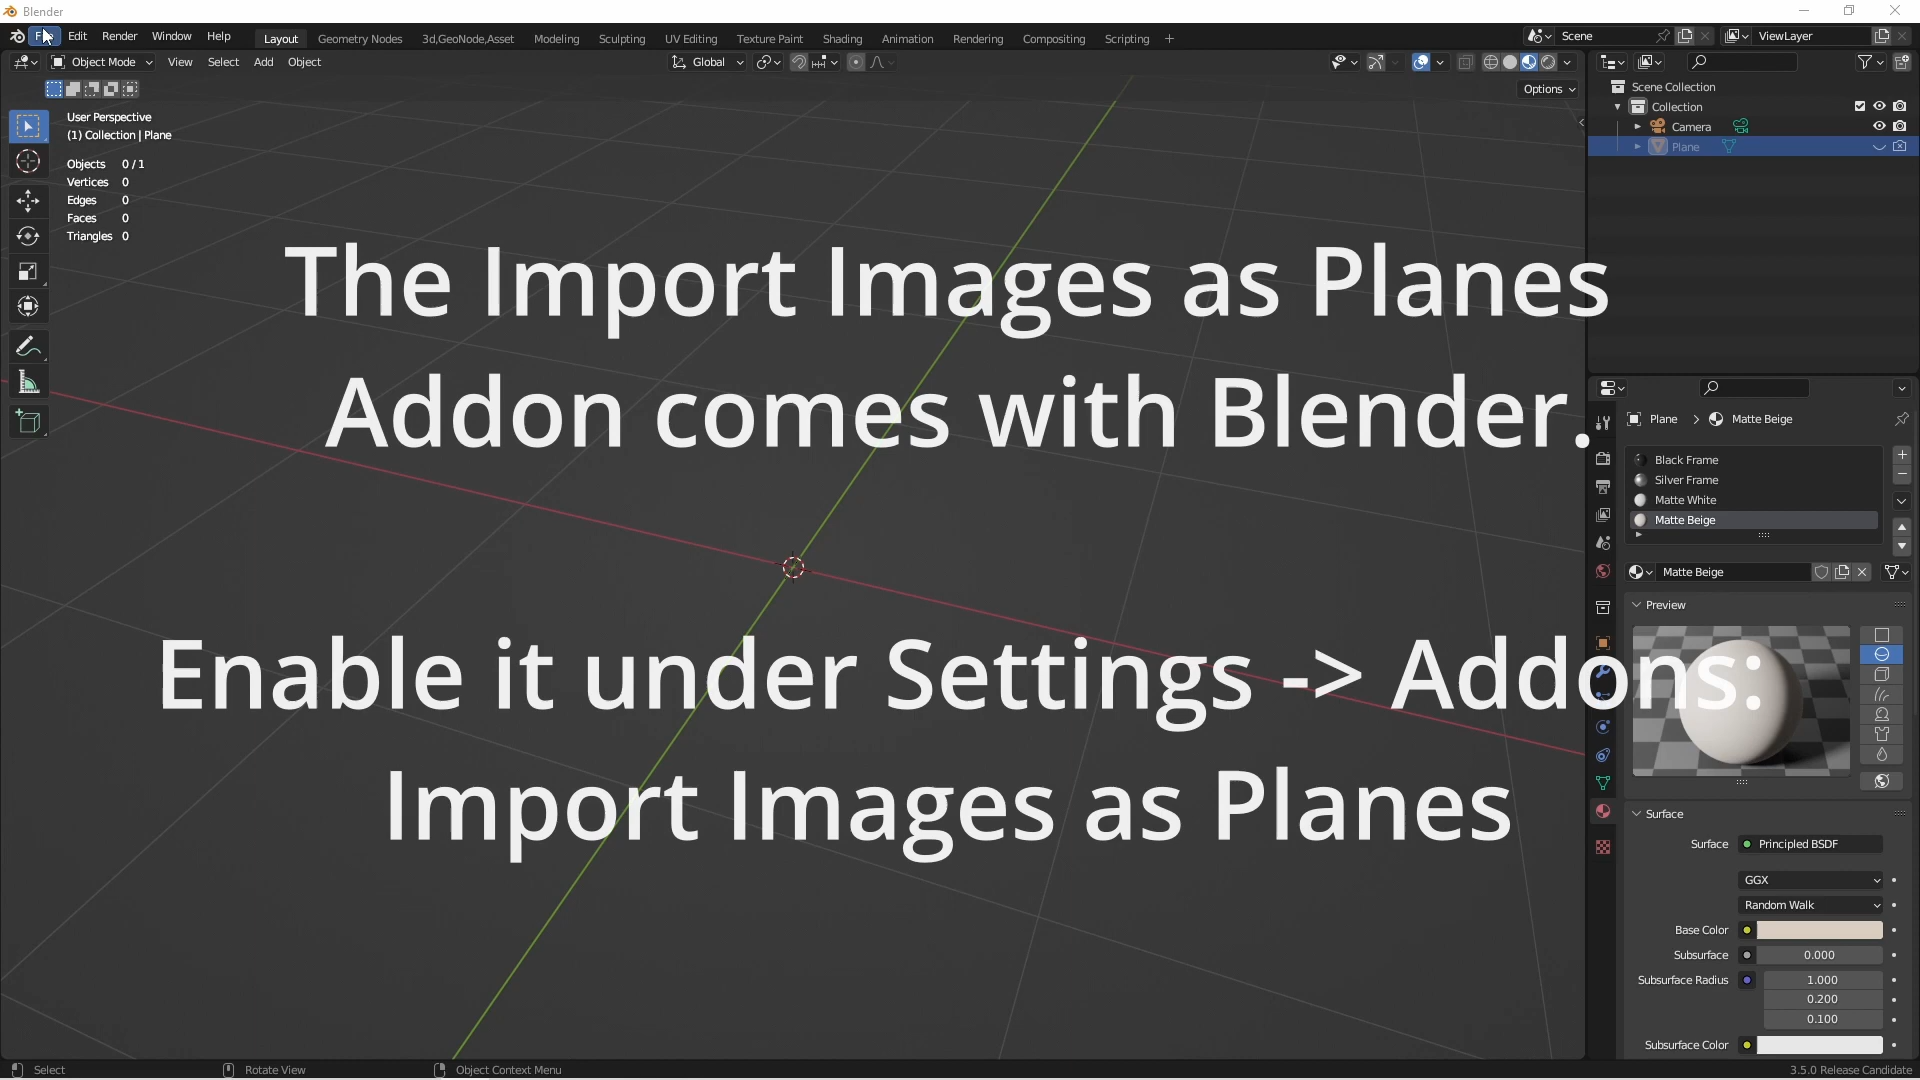 Blender
File Edit Render Window Help Layout Geometry Nodes 3d,GeoNode,Asset Modeling Sculpting UV Editing Texture Paint Shading Animation Rendering Compositing Scripting Scene ViewLayer
Object Mode View Select Add Object Global
Options
User Perspective
(1) Collection | Plane
Objects 0/1
Vertices 0
Edges 0
Faces 0
Triangles 0
The Import Images as Planes
Addon comes with Blender.
Enable it under Settings -> Addons:
Import Images as Planes
Scene Collection
Collection
Camera
Plane
Plane > Matte Beige
Black Frame
Silver Frame
Matte White
Matte Beige
Matte Beige
Preview
Surface
Surface Principled BSDF
GGX
Random Walk
Base Color
Subsurface 0.000
Subsurface Radius 1.000
0.200
0.100
Subsurface Color
Select Rotate View Object Context Menu 3.5.0 Release Candidate